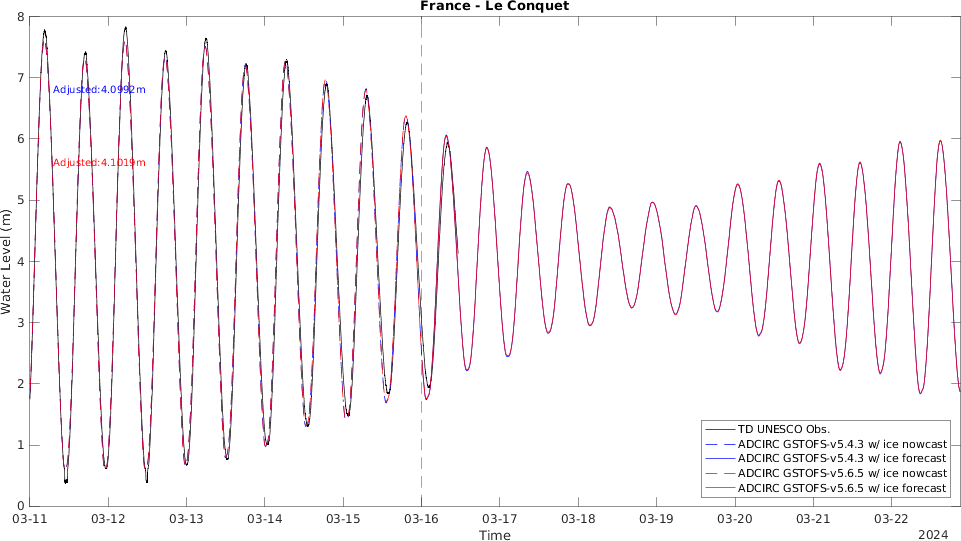 France - Le Conquet
8
7
6
5
4
3
2
1
0
Water Level (m)
Adjusted:4.0992m
Adjusted:4.1019m
TD UNESCO Obs.
ADCIRC GSTOFS-v5.4.3 w/ ice nowcast
ADCIRC GSTOFS-v5.4.3 w/ ice forecast
ADCIRC GSTOFS-v5.6.5 w/ ice nowcast
ADCIRC GSTOFS-v5.6.5 w/ ice forecast
03-11 03-12 03-13 03-14 03-15 03-16 03-17 03-18 03-19 03-20 03-21 03-22
Time
2024